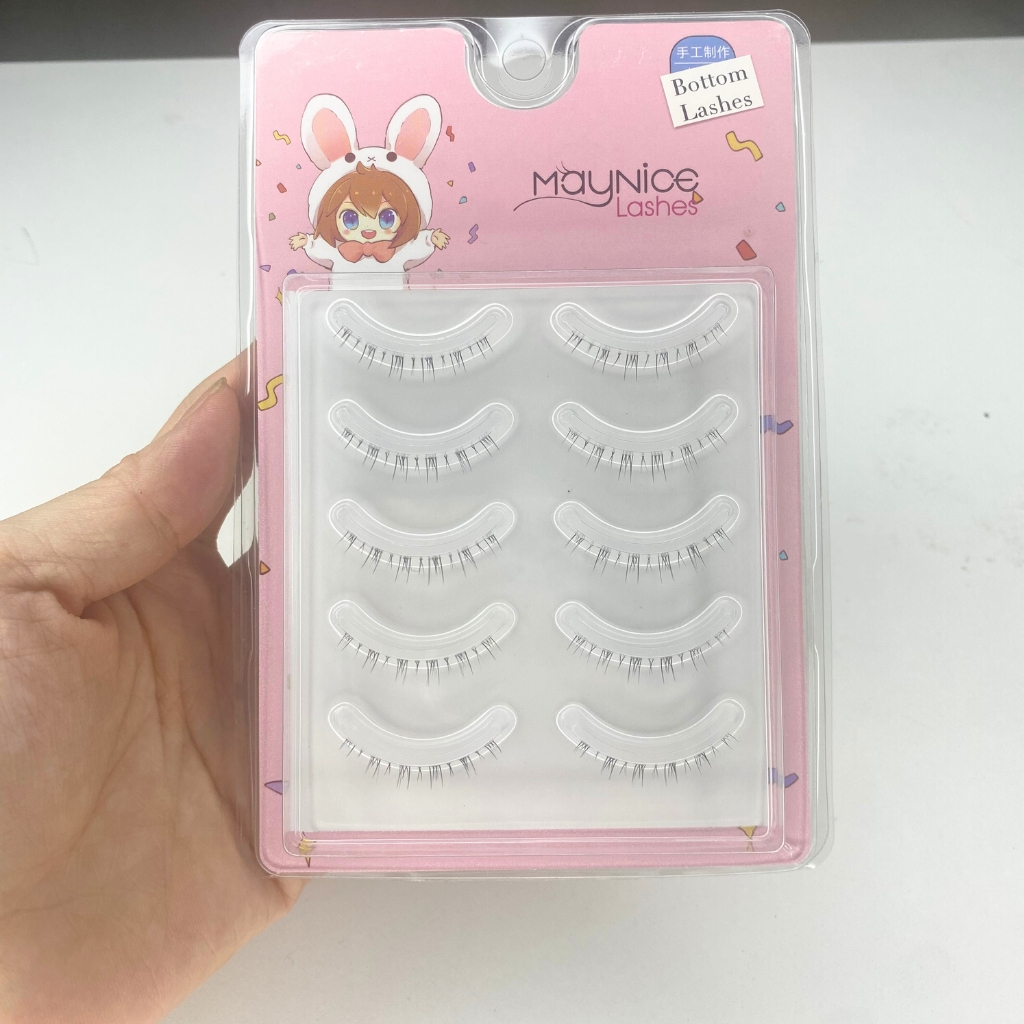 手工制作
Bottom
Lashes
MayNice
Lashes